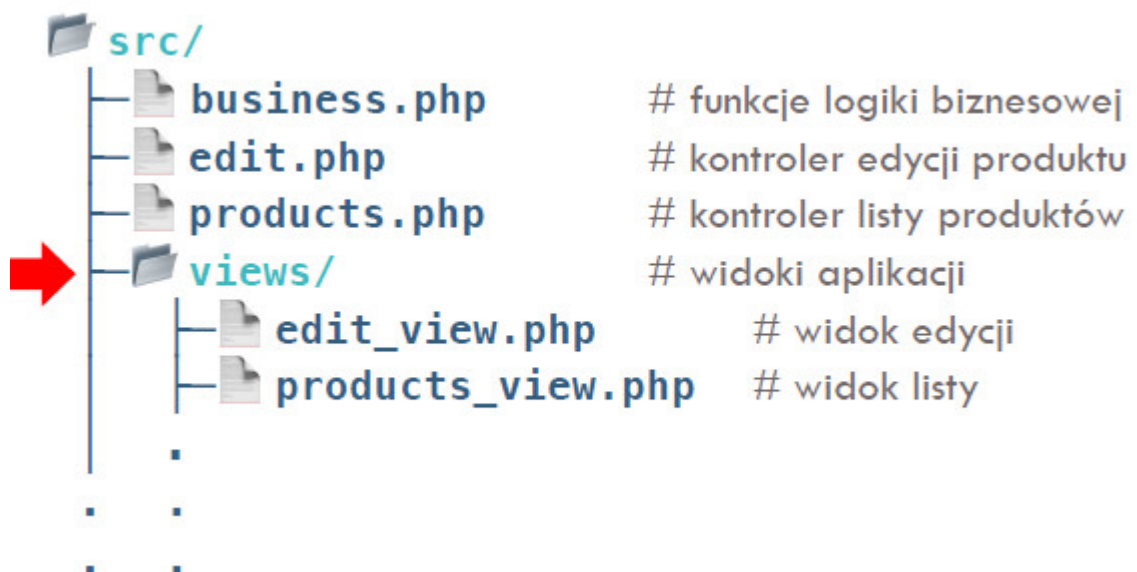 src/
business.php # funkcje logiki biznesowej
edit.php # kontroler edycji produktu
products.php # kontroler listy produktów
views/ # widoki aplikacji
edit_view.php # widok edycji
products_view.php # widok listy